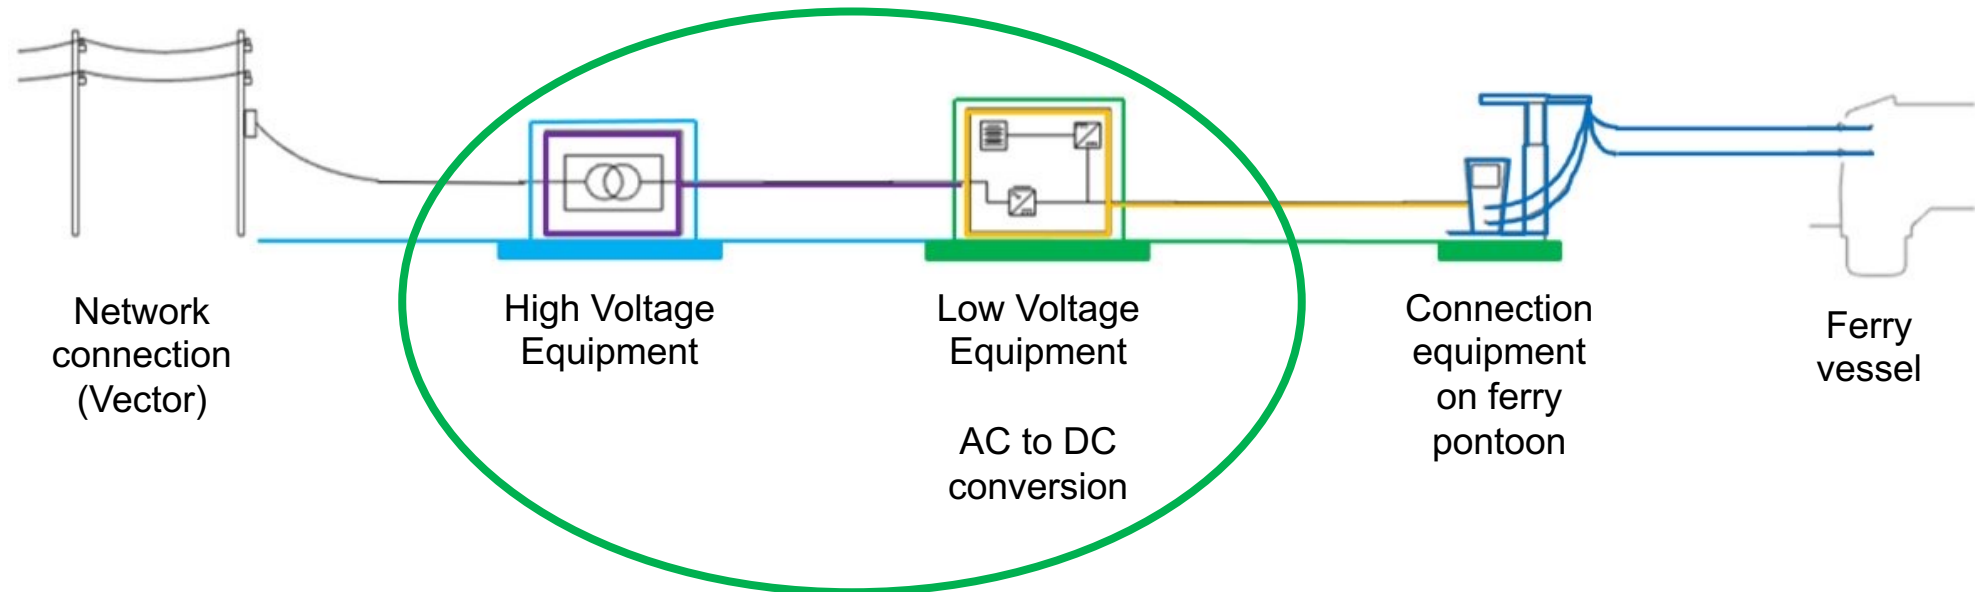 Network
connection
(Vector)
High Voltage
Equipment
Low Voltage
Equipment
AC to DC
conversion
Connection
equipment
on ferry
pontoon
Ferry
vessel